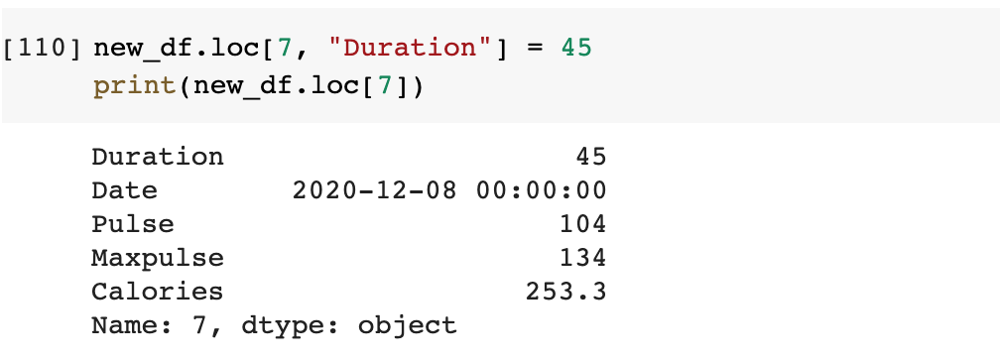 [110] new_df.loc[7, "Duration"] = 45
print(new_df.loc[7])
Duration 45
Date 2020-12-08 00:00:00
Pulse 104
Maxpulse 134
Calories 253.3
Name: 7, dtype: object